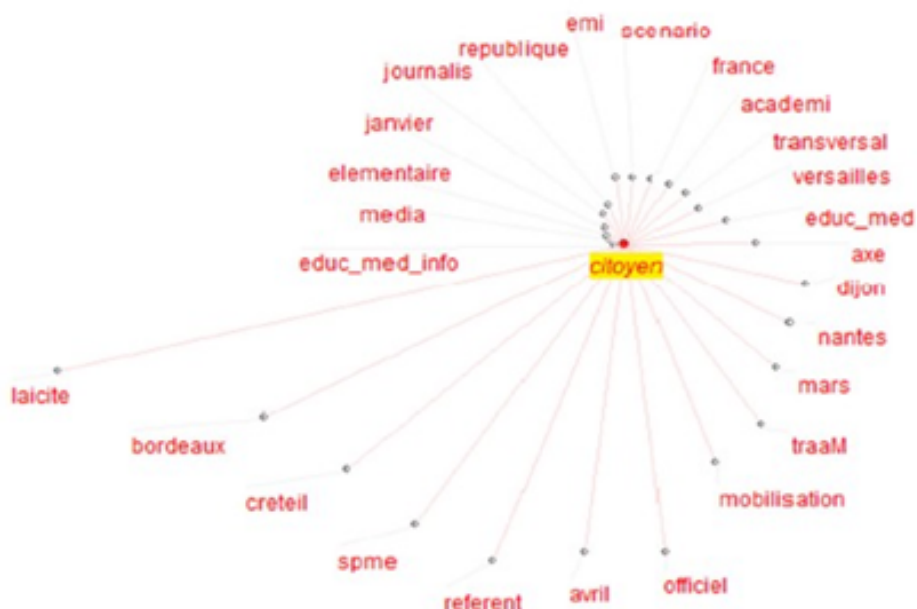 emi
scenario
republique
france
journalis
academi
janvier
transversal
elementaire
versailles
media
educ_med
educ_med_info
axe
citoyen
dijon
nantes
laicite
mars
bordeaux
traaM
creteil
mobilisation
spme
referent
avril
officiel